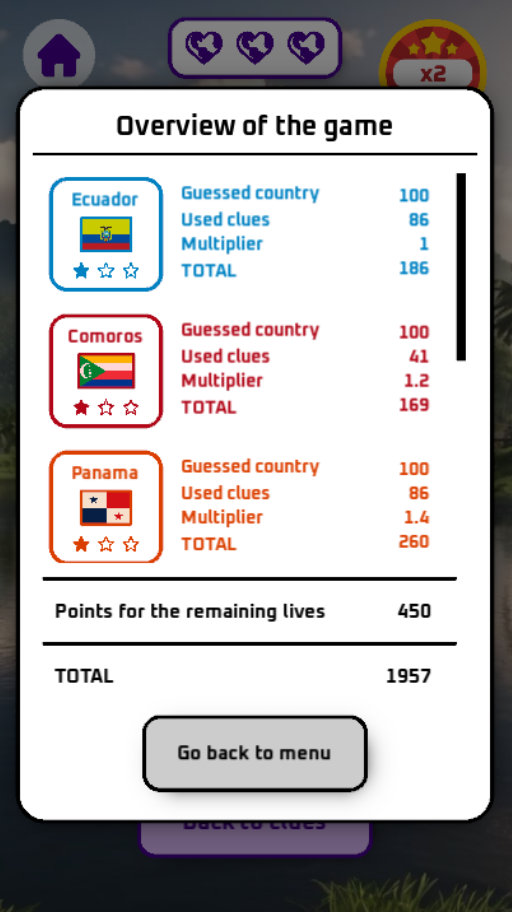 x2
Overview of the game
Ecuador
Guessed country 100
Used clues 86
Multiplier 1
TOTAL 186
Comoros
Guessed country 100
Used clues 41
Multiplier 1.2
TOTAL 169
Panama
Guessed country 100
Used clues 86
Multiplier 1.4
TOTAL 260
Points for the remaining lives 450
TOTAL 1957
Go back to menu
Back to clues